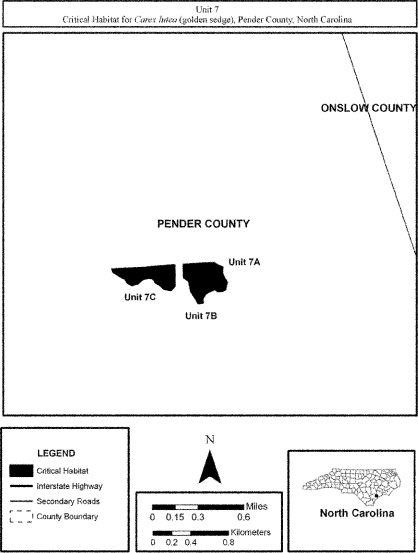 Unit 7
Critical Habitat for Carex lutea (golden sedge), Pender County, North Carolina
ONSLOW COUNTY
PENDER COUNTY
Unit 7A
Unit 7C
Unit 7B
LEGEND
Critical Habitat
Interstate Highway
Secondary Roads
County Boundary
N
Miles
0 0.15 0.3 0.6
Kilometers
0 0.2 0.4 0.8
North Carolina